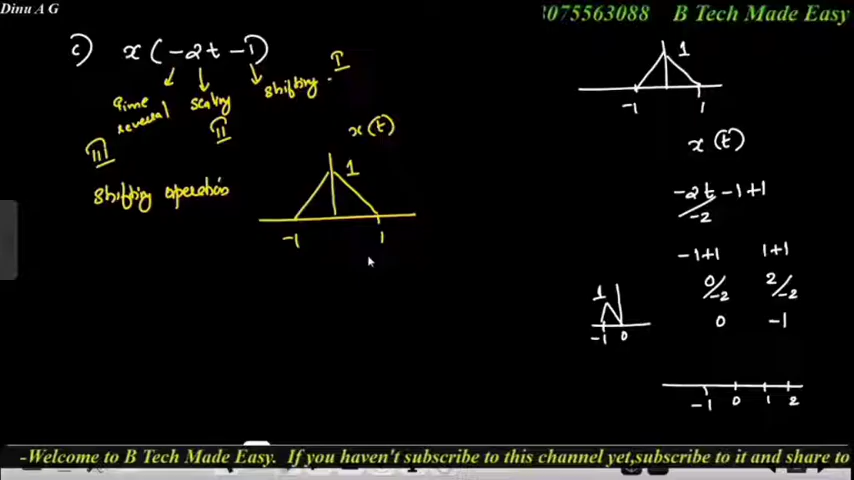 Dinu A G
8075563088 B Tech Made Easy
c) x(-2t-1)
time reversal
scaling
shifting - I
II
III
shifting operation
x(t)
1
-1 1
1
-1 1
x(t)
-2t-1+1
-2
-1+1 1+1
0/-2 2/-2
0 -1
1
-1 0
-1 0 1 2
-Welcome to B Tech Made Easy. If you haven't subscribe to this channel yet,subscribe to it and share to